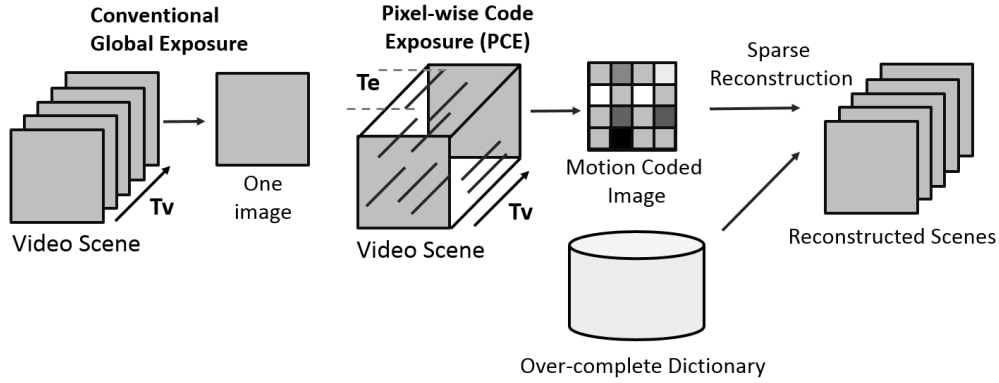 Conventional
Global Exposure
Tv
Video Scene
One
image
Pixel-wise Code
Exposure (PCE)
Te
Tv
Video Scene
Motion Coded
Image
Sparse
Reconstruction
Reconstructed Scenes
Over-complete Dictionary